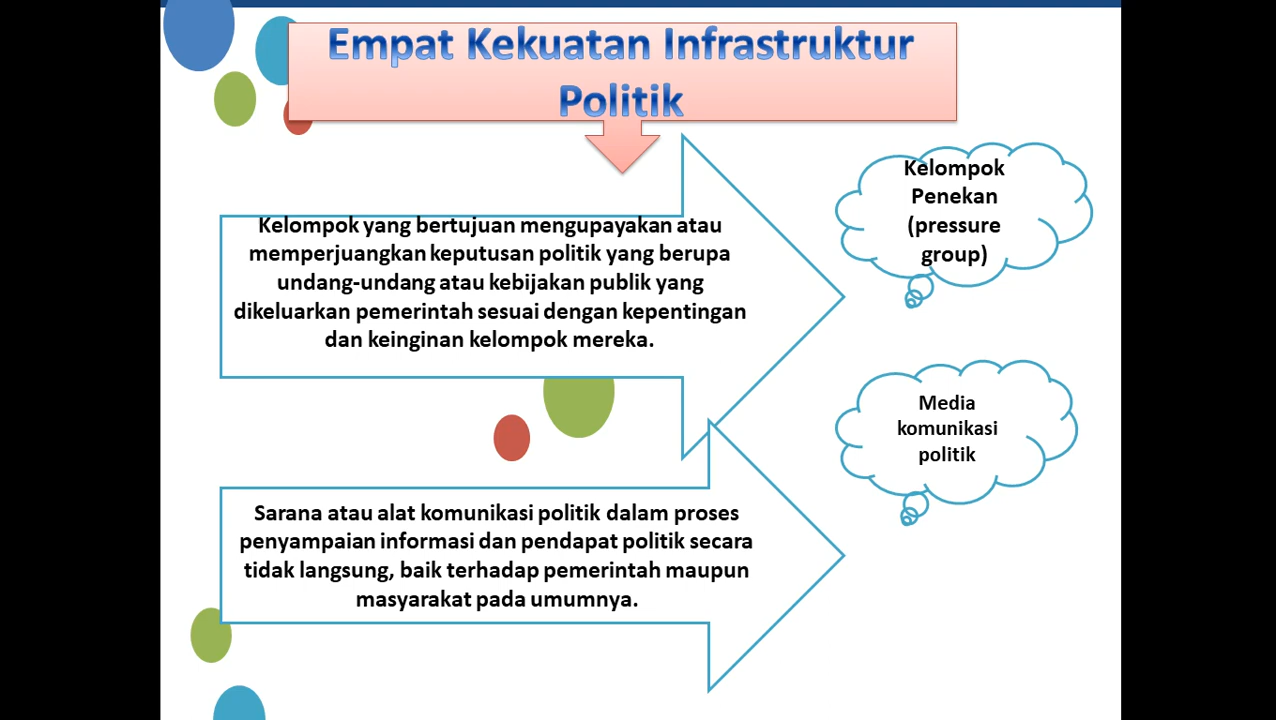 Empat Kekuatan Infrastruktur
Politik
Kelompok yang bertujuan mengupayakan atau
memperjuangkan keputusan politik yang berupa
undang-undang atau kebijakan publik yang
dikeluarkan pemerintah sesuai dengan kepentingan
dan keinginan kelompok mereka.
Kelompok
Penekan
(pressure
group)
Sarana atau alat komunikasi politik dalam proses
penyampaian informasi dan pendapat politik secara
tidak langsung, baik terhadap pemerintah maupun
masyarakat pada umumnya.
Media
komunikasi
politik